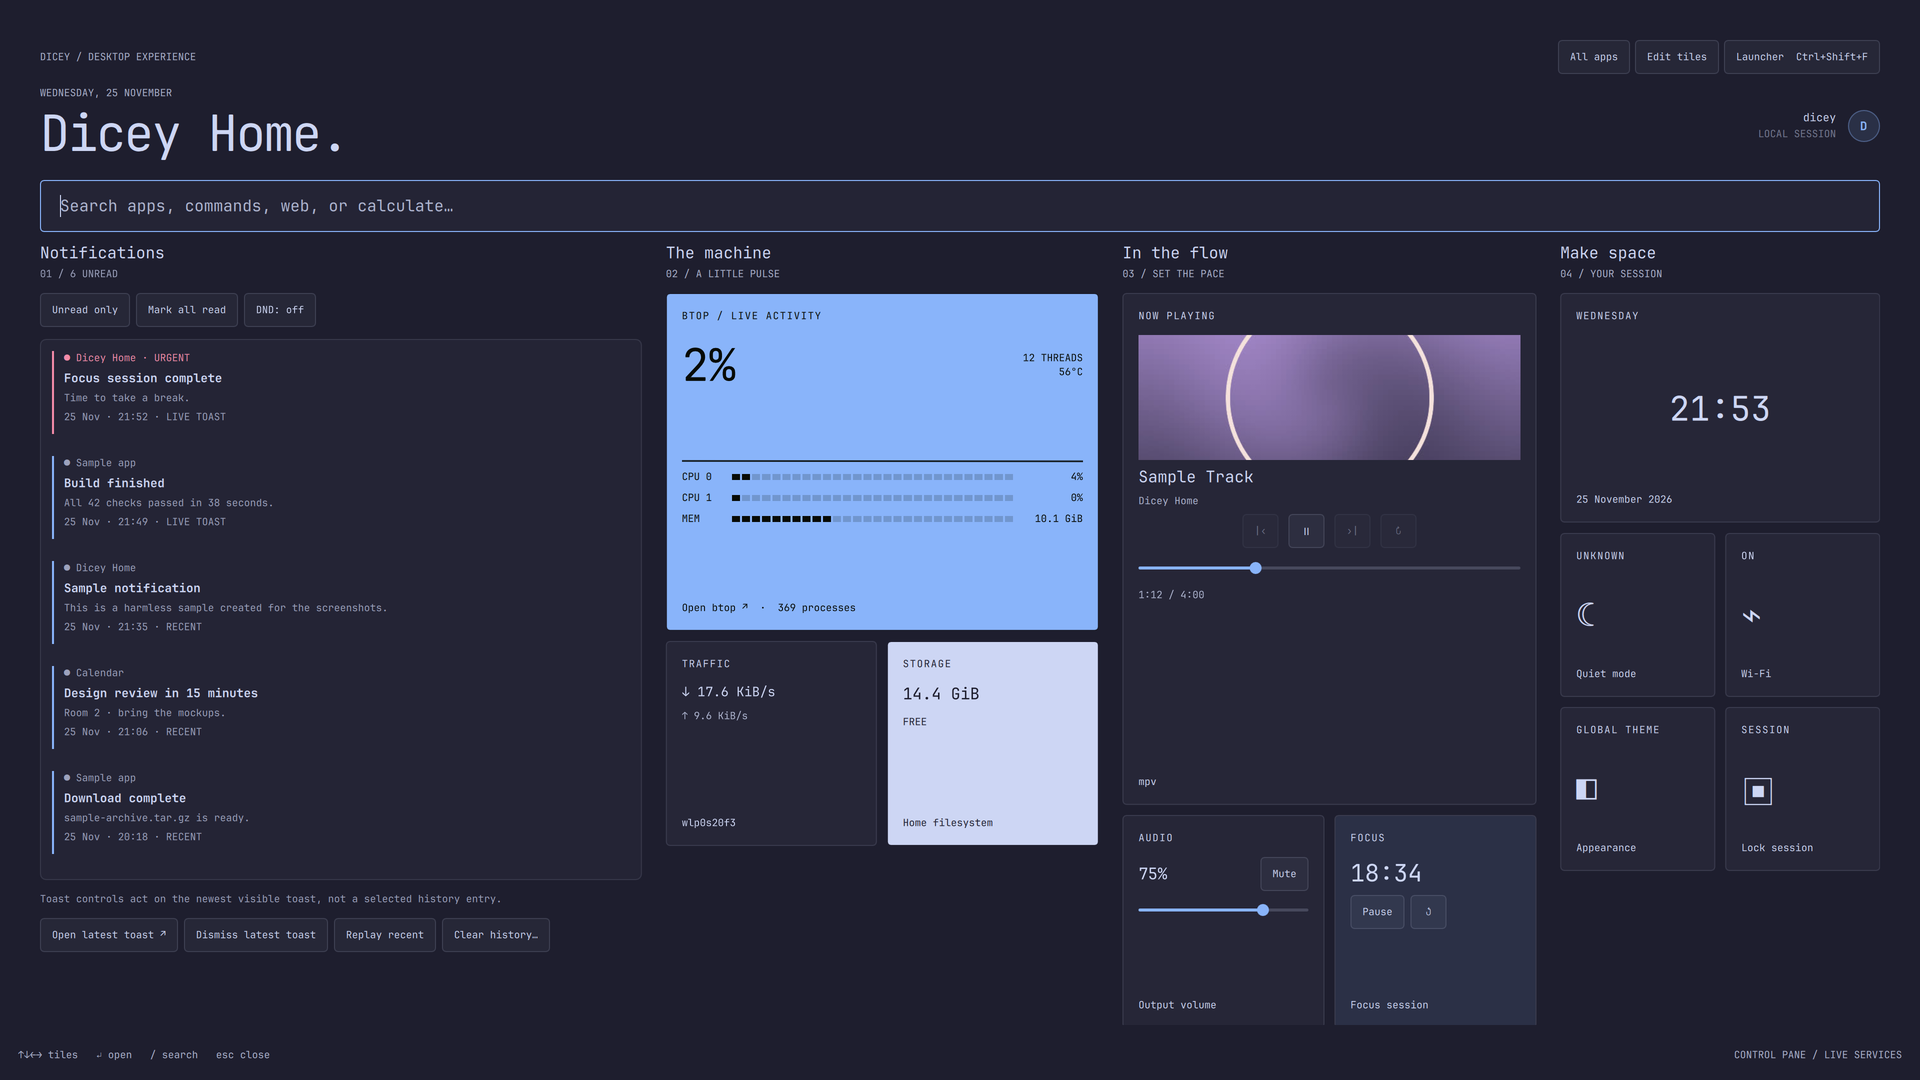 DICEY / DESKTOP EXPERIENCE
All apps
Edit tiles
Launcher Ctrl+Shift+F
WEDNESDAY, 25 NOVEMBER
Dicey Home.
dicey
LOCAL SESSION
D
Search apps, commands, web, or calculate…
Notifications
01 / 6 UNREAD
Unread only
Mark all read
DND: off
Dicey Home · URGENT
Focus session complete
Time to take a break.
25 Nov · 21:52 · LIVE TOAST
Sample app
Build finished
All 42 checks passed in 38 seconds.
25 Nov · 21:49 · LIVE TOAST
Dicey Home
Sample notification
This is a harmless sample created for the screenshots.
25 Nov · 21:35 · RECENT
Calendar
Design review in 15 minutes
Room 2 · bring the mockups.
25 Nov · 21:06 · RECENT
Sample app
Download complete
sample-archive.tar.gz is ready.
25 Nov · 20:18 · RECENT
Toast controls act on the newest visible toast, not a selected history entry.
Open latest toast ↗
Dismiss latest toast
Replay recent
Clear history…
The machine
02 / A LITTLE PULSE
BTOP / LIVE ACTIVITY
2%
12 THREADS
56°C
CPU 0 4%
CPU 1 0%
MEM 10.1 GiB
Open btop ↗ · 369 processes
TRAFFIC
↓ 17.6 KiB/s
↑ 9.6 KiB/s
wlp0s20f3
STORAGE
14.4 GiB
FREE
Home filesystem
In the flow
03 / SET THE PACE
NOW PLAYING
Sample Track
Dicey Home
1:12 / 4:00
mpv
AUDIO
75%
Mute
Output volume
FOCUS
18:34
Pause
Focus session
Make space
04 / YOUR SESSION
WEDNESDAY
21:53
25 November 2026
UNKNOWN
Quiet mode
ON
Wi-Fi
GLOBAL THEME
Appearance
SESSION
Lock session
↑↓←→ tiles ↵ open / search esc close
CONTROL PANE / LIVE SERVICES